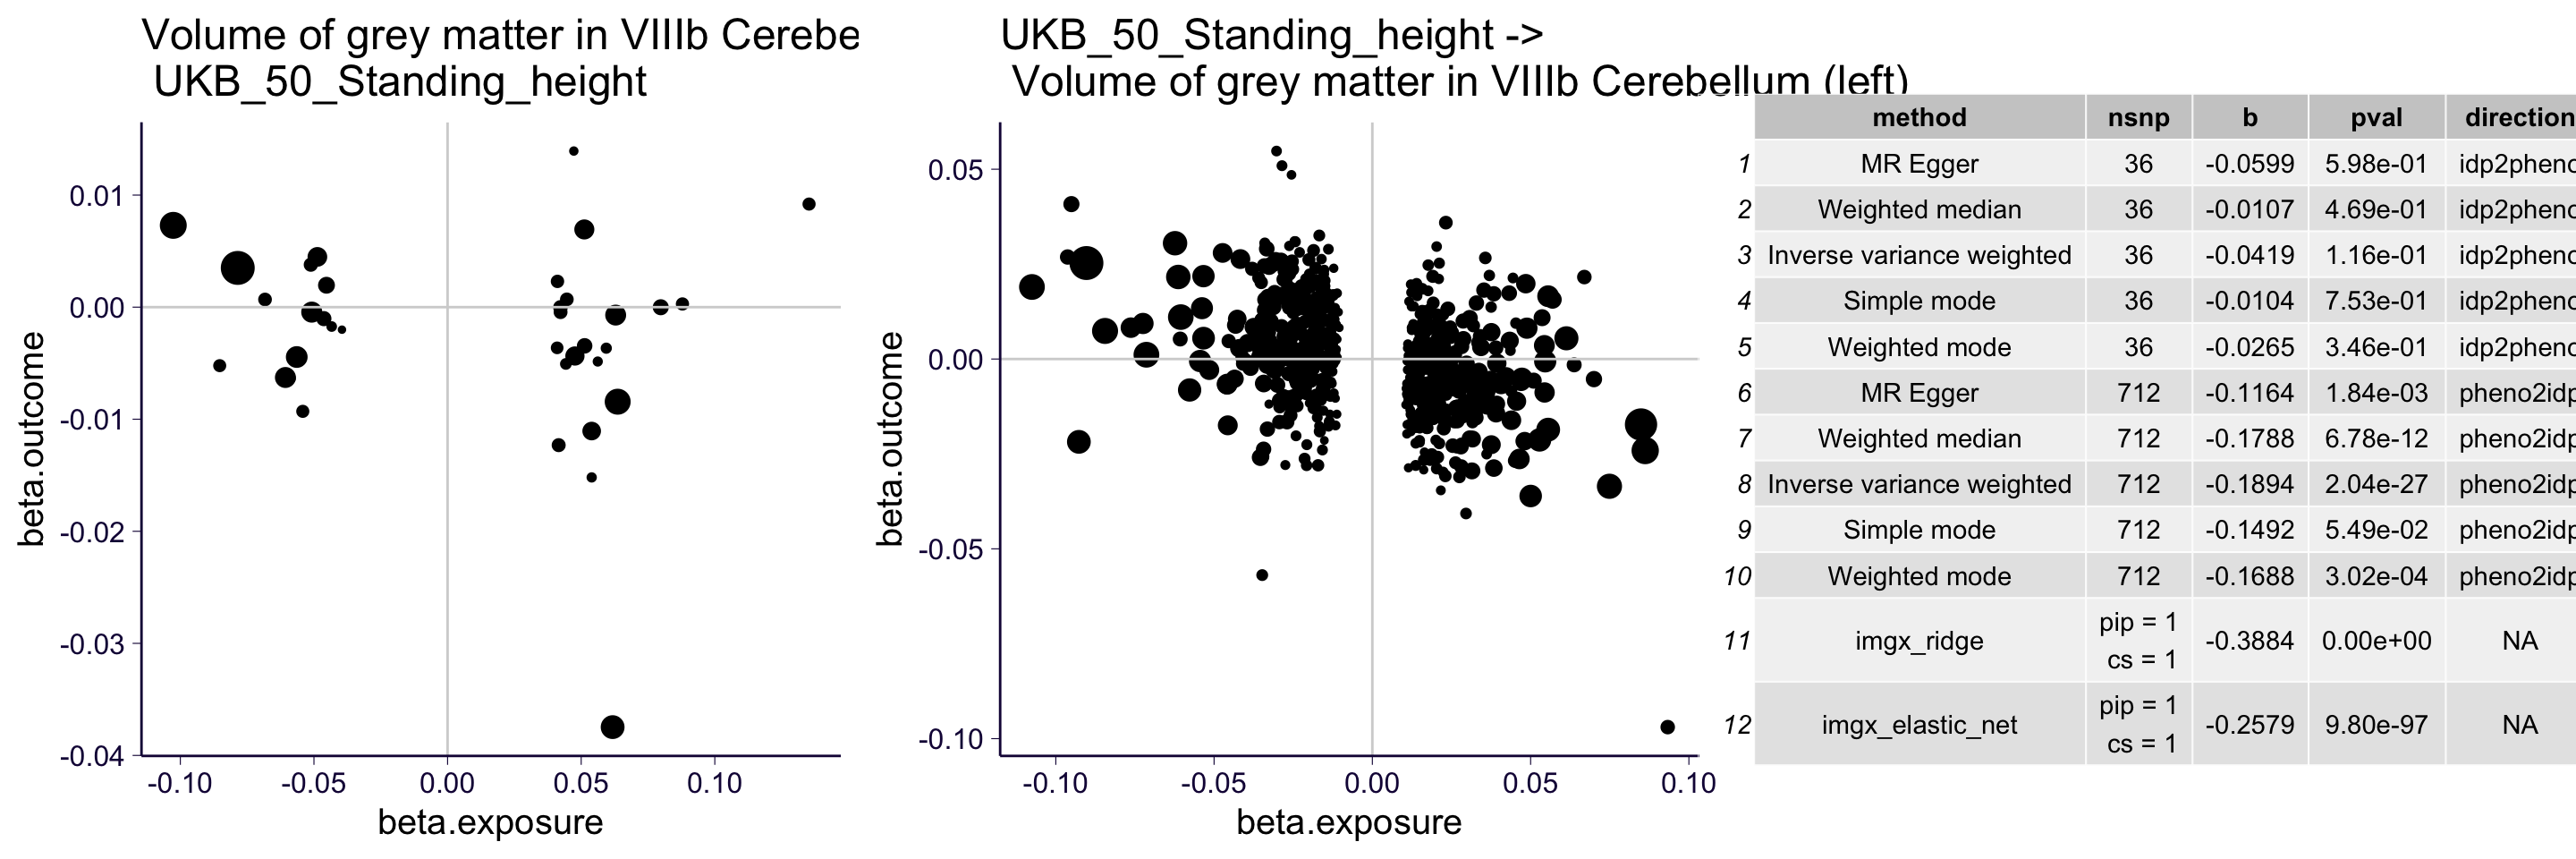 Volume of grey matter in VIIIb Cerebe
UKB_50_Standing_height
0.01
0.00
-0.01
-0.02
-0.03
-0.04
-0.10
-0.05
0.00
0.05
0.10
beta.exposure
beta.outcome
UKB_50_Standing_height ->
Volume of grey matter in VIIIb Cerebellum (left)
0.05
0.00
-0.05
-0.10
-0.10
-0.05
0.00
0.05
0.10
beta.exposure
beta.outcome
method nsnp b pval direction
1 MR Egger 36 -0.0599 5.98e-01 idp2pheno
2 Weighted median 36 -0.0107 4.69e-01 idp2pheno
3 Inverse variance weighted 36 -0.0419 1.16e-01 idp2pheno
4 Simple mode 36 -0.0104 7.53e-01 idp2pheno
5 Weighted mode 36 -0.0265 3.46e-01 idp2pheno
6 MR Egger 712 -0.1164 1.84e-03 pheno2idp
7 Weighted median 712 -0.1788 6.78e-12 pheno2idp
8 Inverse variance weighted 712 -0.1894 2.04e-27 pheno2idp
9 Simple mode 712 -0.1492 5.49e-02 pheno2idp
10 Weighted mode 712 -0.1688 3.02e-04 pheno2idp
pip = 1
11 imgx_ridge -0.3884 0.00e+00 NA
cs = 1
pip = 1
12 imgx_elastic_net -0.2579 9.80e-97 NA
cs = 1